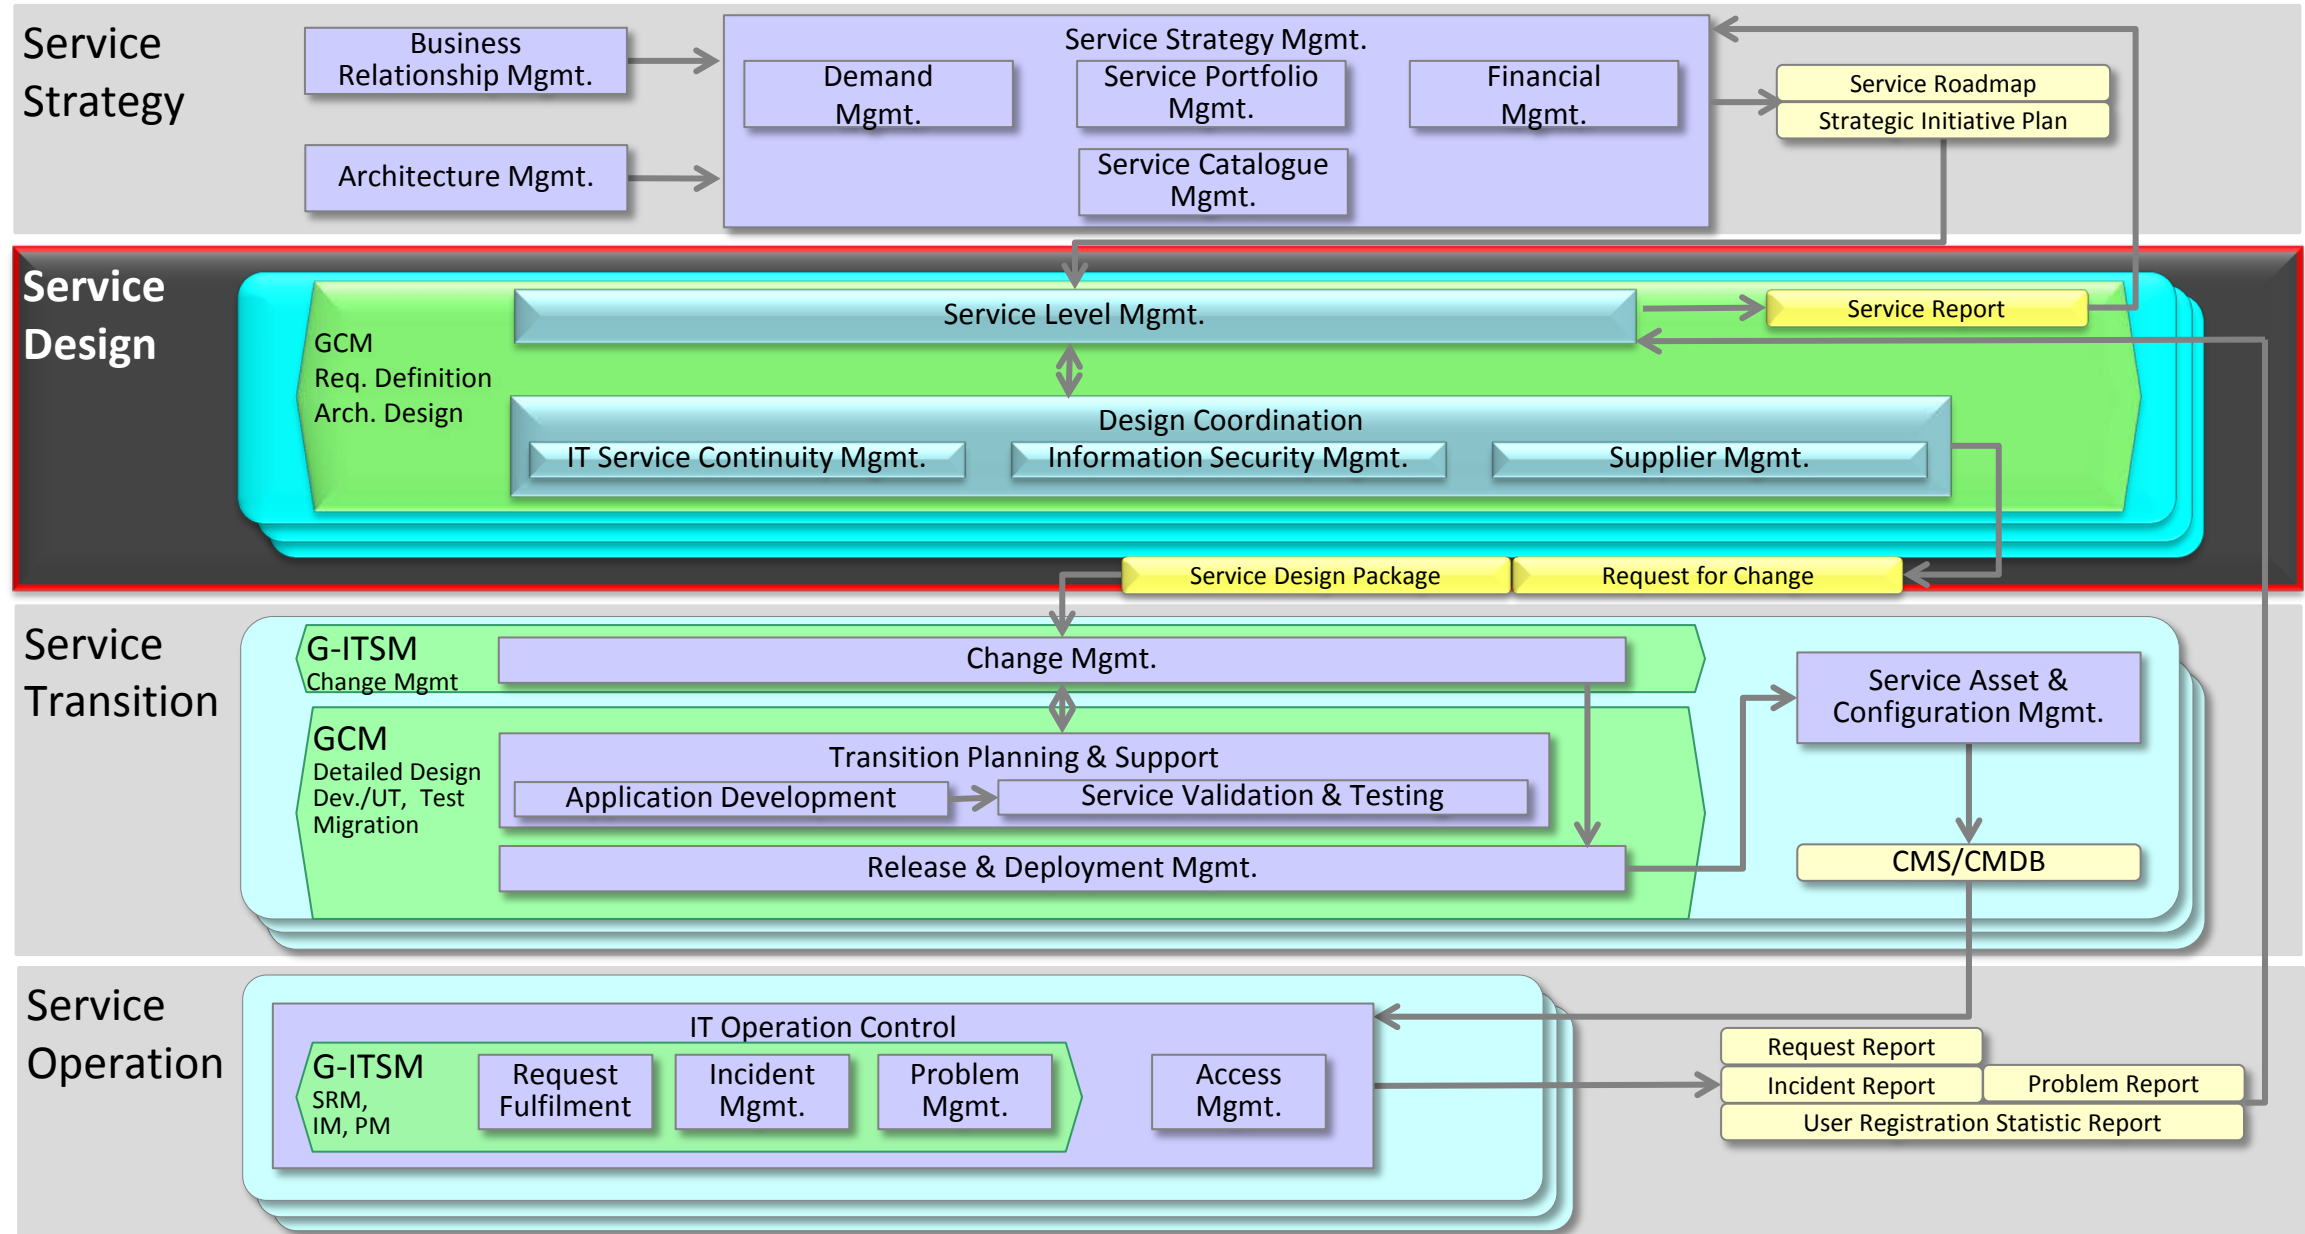 Service
Strategy
Business
Relationship Mgmt.
Architecture Mgmt.
Service Strategy Mgmt.
Demand
Mgmt.
Service Portfolio
Mgmt.
Financial
Mgmt.
Service Catalogue
Mgmt.
Service Roadmap
Strategic Initiative Plan
Service
Design
GCM
Req. Definition
Arch. Design
Service Level Mgmt.
Service Report
Design Coordination
IT Service Continuity Mgmt.
Information Security Mgmt.
Supplier Mgmt.
Service Design Package
Request for Change
Service
Transition
G-ITSM
Change Mgmt
Change Mgmt.
GCM
Detailed Design
Dev./UT, Test
Migration
Transition Planning & Support
Application Development
Service Validation & Testing
Release & Deployment Mgmt.
Service Asset &
Configuration Mgmt.
CMS/CMDB
Service
Operation
IT Operation Control
G-ITSM
SRM,
IM, PM
Request
Fulfilment
Incident
Mgmt.
Problem
Mgmt.
Access
Mgmt.
Request Report
Incident Report
Problem Report
User Registration Statistic Report